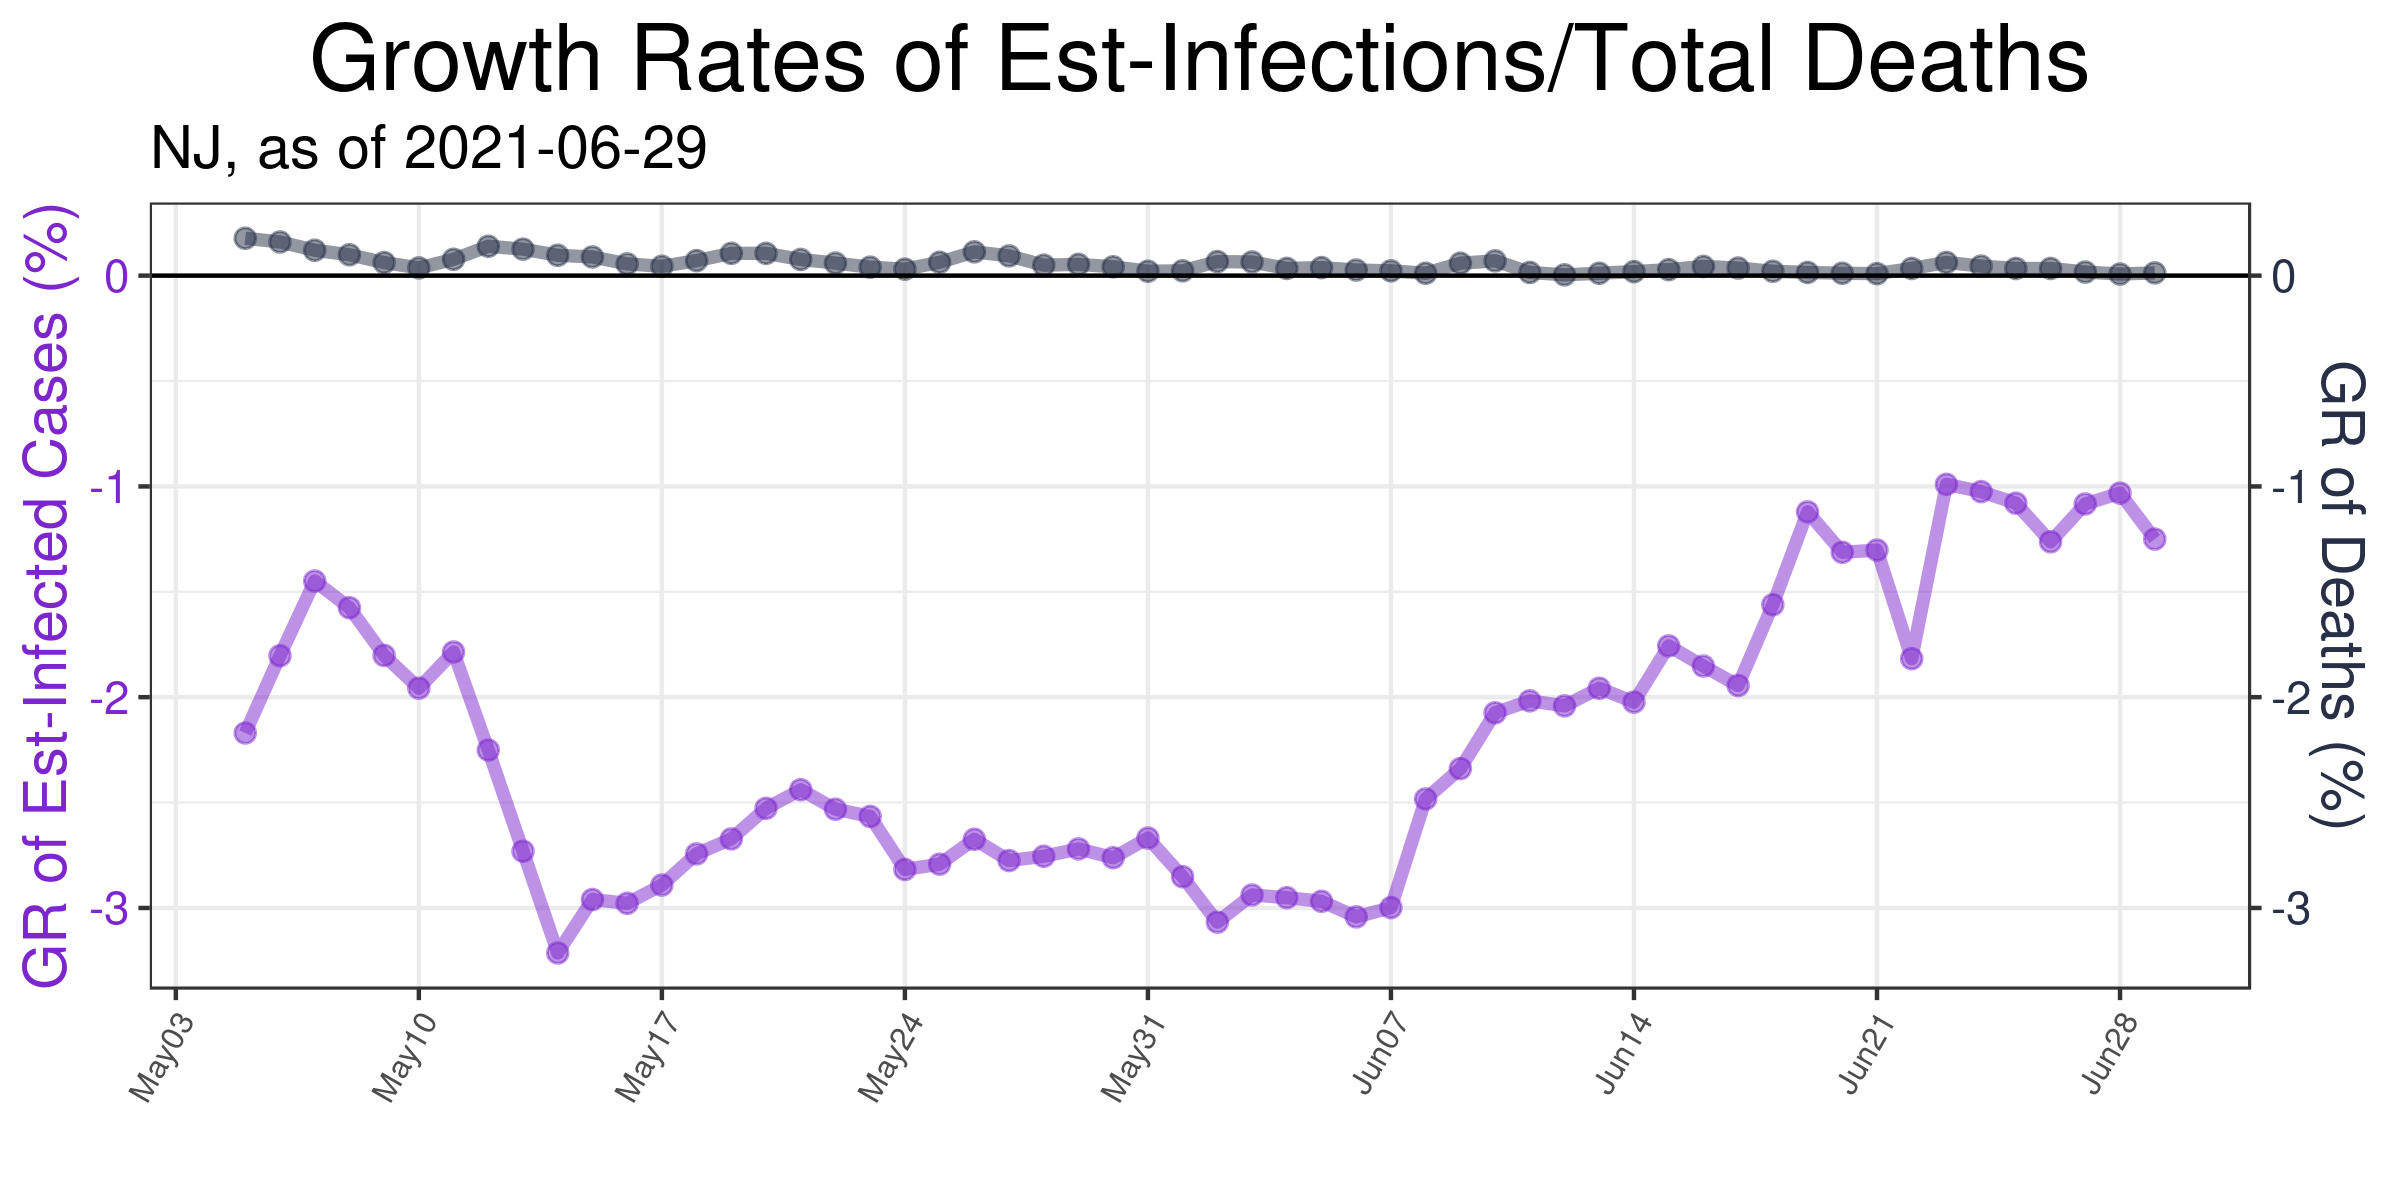 Growth Rates of Est-Infections/Total Deaths
NJ, as of 2021-06-29
GR of Est-Infected Cases (%)
0
-1
-2
-3
0
-1
-2
-3
GR of Deaths (%)
May03
May10
May17
May24
May31
Jun07
Jun14
Jun21
Jun28